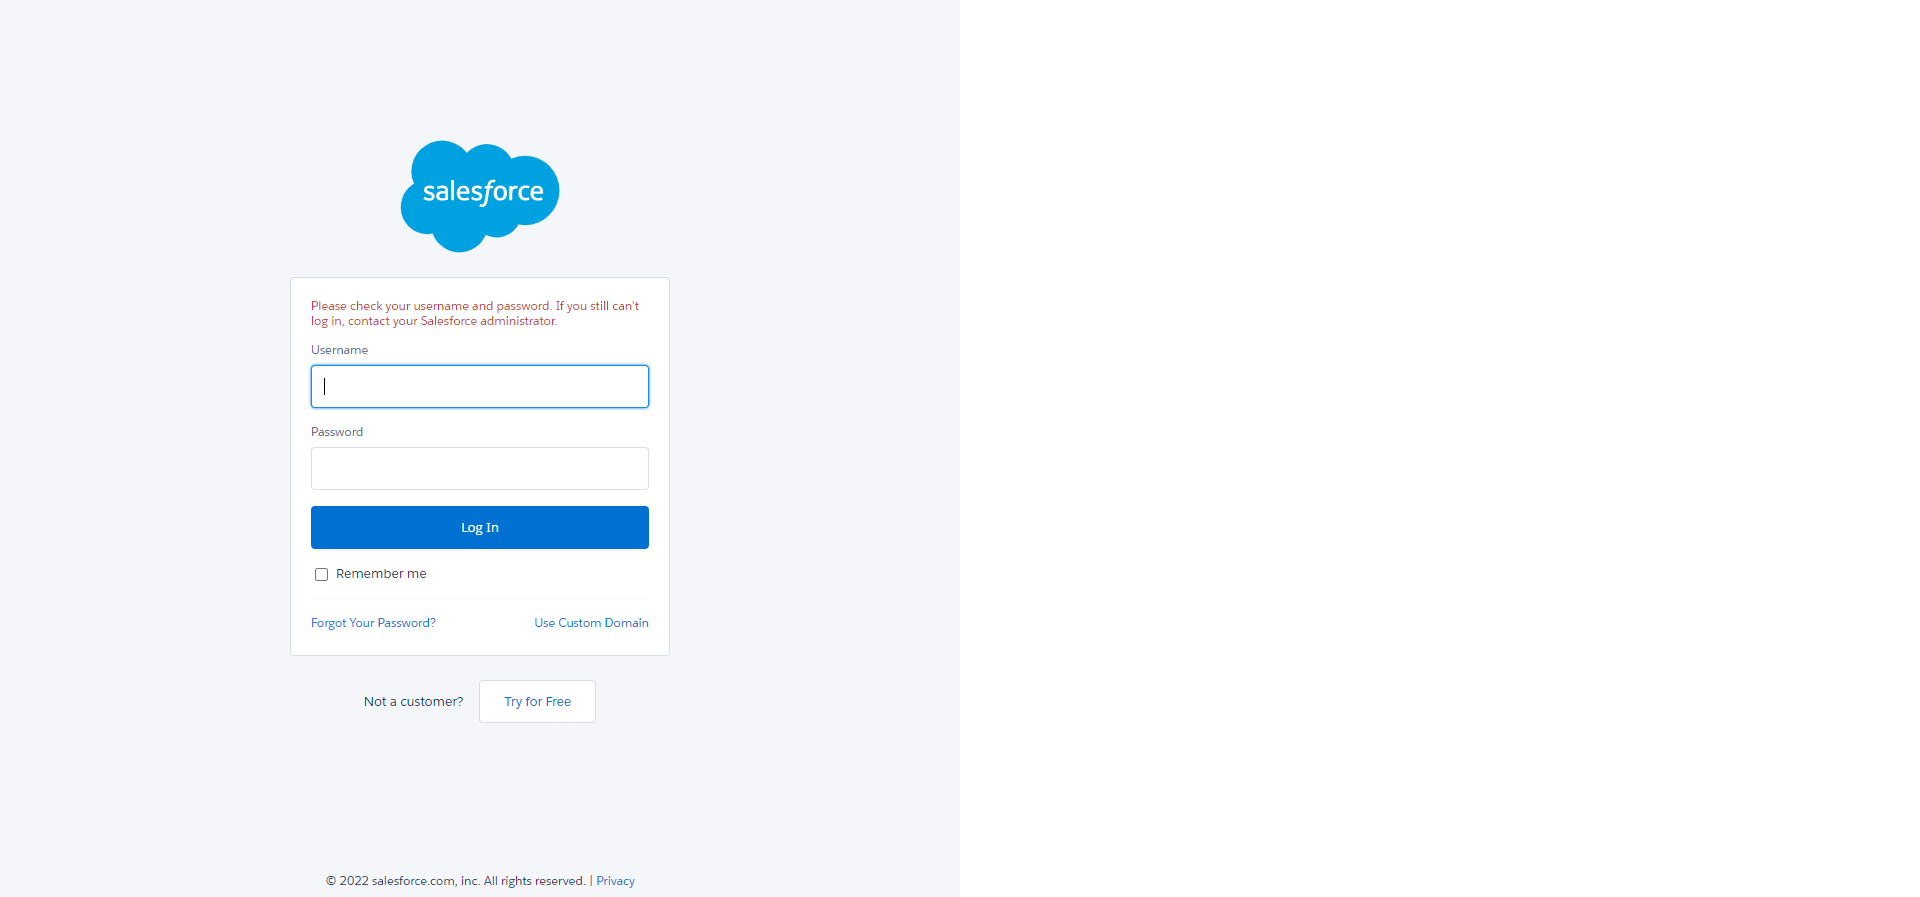 salesforce
Please check your username and password. If you still can't
log in, contact your Salesforce administrator.
Username
Password
Log In
Remember me
Forgot Your Password?
Use Custom Domain
Not a customer?
Try for Free
© 2022 salesforce.com, inc. All rights reserved. | Privacy